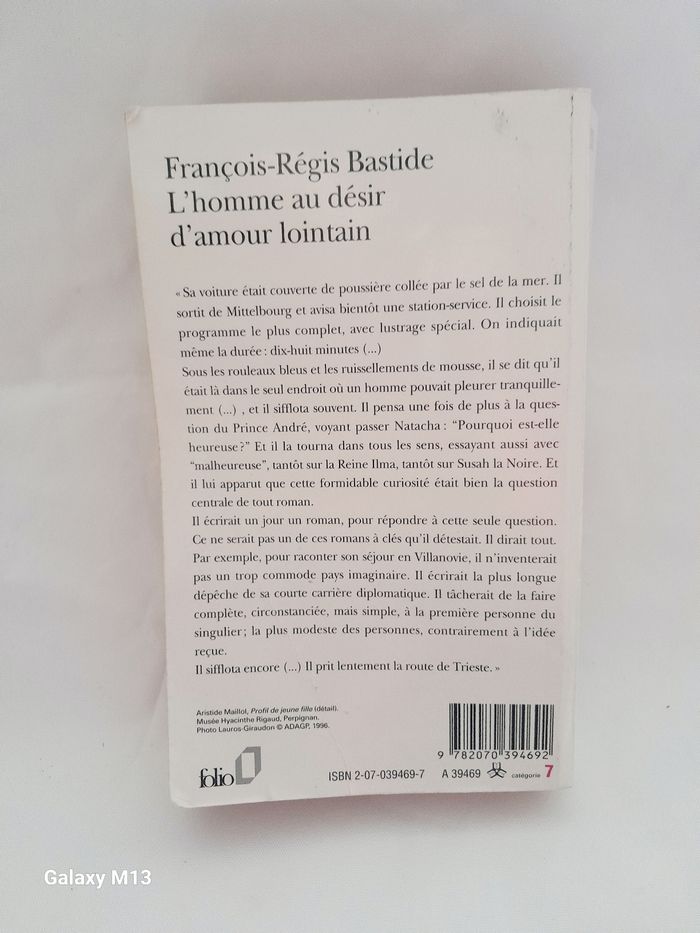 François-Régis Bastide
L'homme au désir
d'amour lointain
« Sa voiture était couverte de poussière collée par le sel de la mer. Il
sortit de Mittelbourg et avisa bientôt une station-service. Il choisit le
programme le plus complet, avec lustrage spécial. On indiquait
même la durée : dix-huit minutes (...)
Sous les rouleaux bleus et les ruissellements de mousse, il se dit qu'il
était là dans le seul endroit où un homme pouvait pleurer tranquille-
ment (...) , et il sifflota souvent. Il pensa une fois de plus à la ques-
tion du Prince André, voyant passer Natacha : “Pourquoi est-elle
heureuse?” Et il la tourna dans tous les sens, essayant aussi avec
“malheureuse”, tantôt sur la Reine Ilma, tantôt sur Susah la Noire. Et
il lui apparut que cette formidable curiosité était bien la question
centrale de tout roman.
Il écrirait un jour un roman, pour répondre à cette seule question.
Ce ne serait pas un de ces romans à clés qu'il détestait. Il dirait tout.
Par exemple, pour raconter son séjour en Villanovie, il n'inventerait
pas un trop commode pays imaginaire. Il écrirait la plus longue
dépêche de sa courte carrière diplomatique. Il tâcherait de la faire
complète, circonstanciée, mais simple, à la première personne du
singulier; la plus modeste des personnes, contrairement à l'idée
reçue.
Il sifflota encore (...) Il prit lentement la route de Trieste. »
Aristide Maillol, Profil de jeune fille (détail).
Musée Hyacinthe Rigaud, Perpignan.
Photo Lauros-Giraudon © ADAGP, 1996.
9 782070 394692
folio
ISBN 2-07-039469-7 A 39469 catégorie 7
Galaxy M13